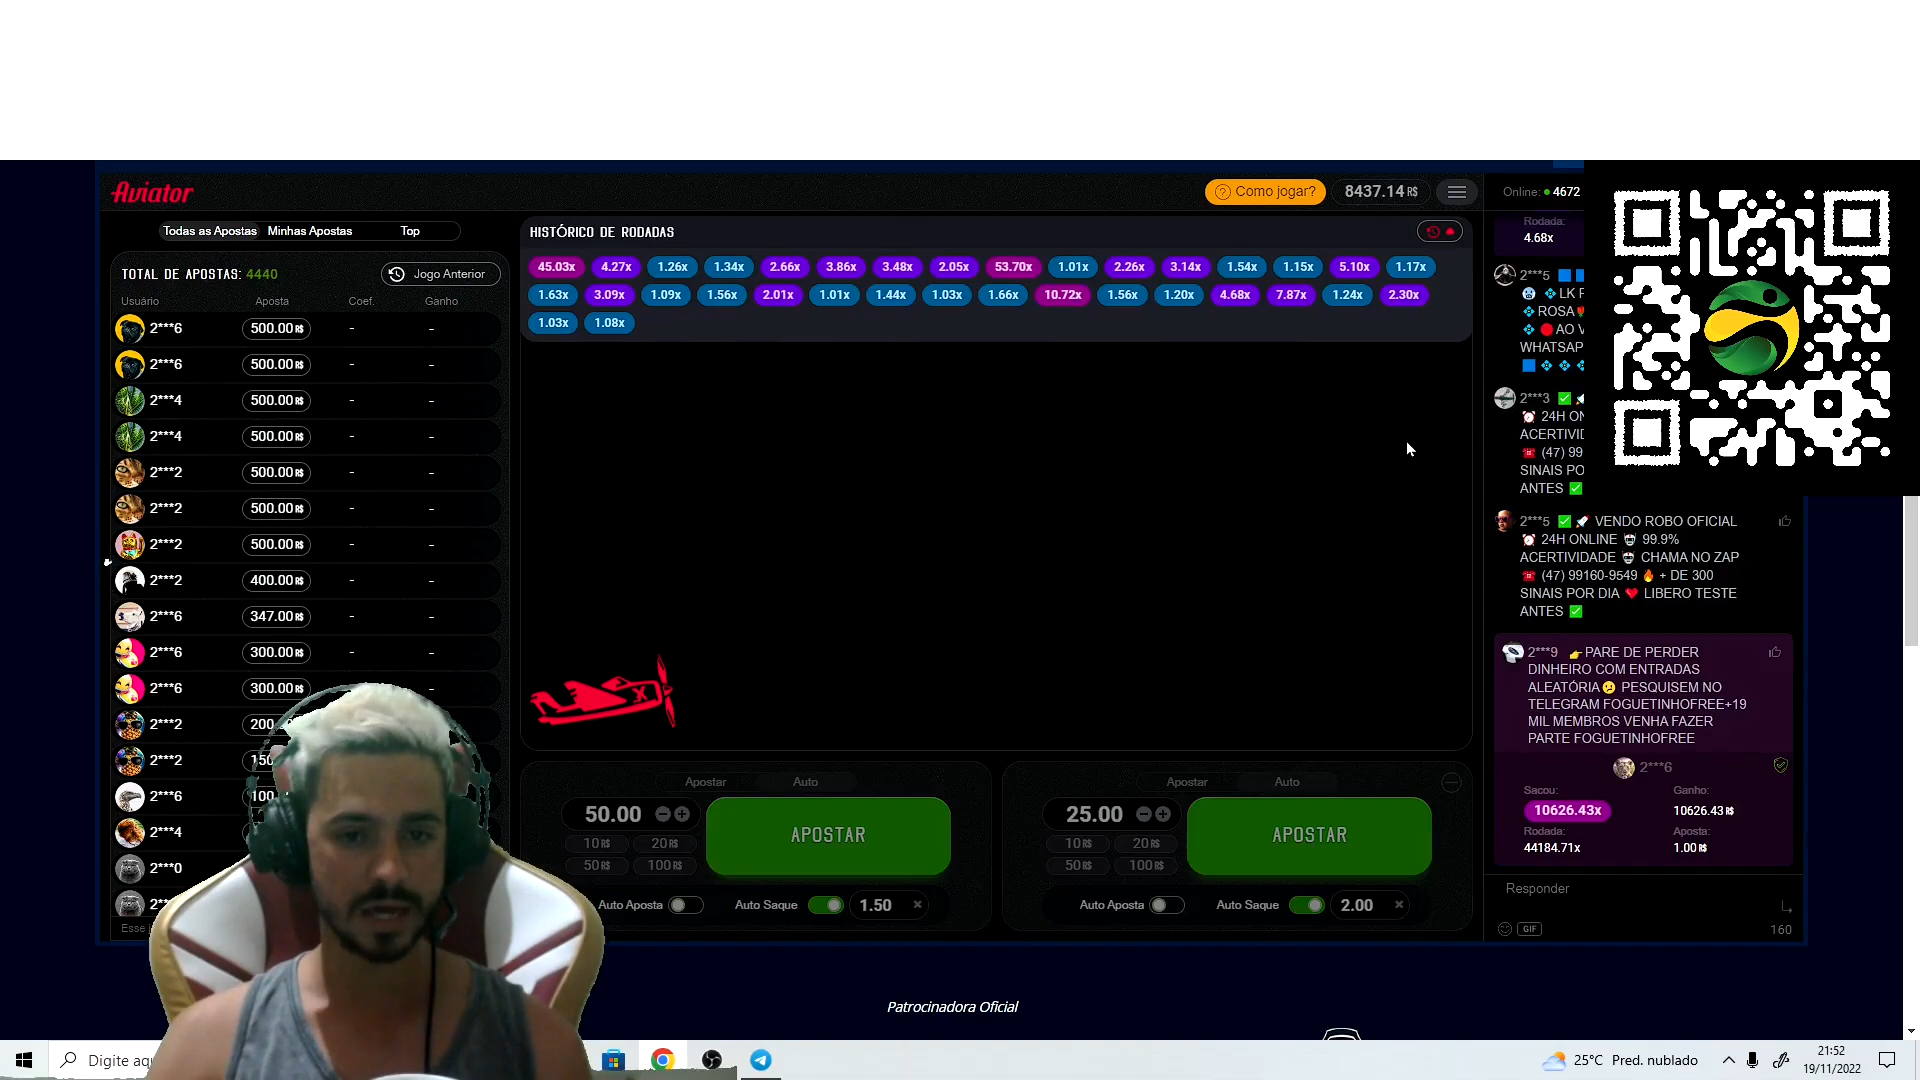 Aviator
Como jogar?
8437.14 R$
Online: 4672
Todas as Apostas
Minhas Apostas
Top
TOTAL DE APOSTAS: 4440
Jogo Anterior
Usuário
Aposta
Coef.
Ganho
2***6 500.00 R$ - -
2***6 500.00 R$ - -
2***4 500.00 R$ - -
2***4 500.00 R$ - -
2***2 500.00 R$ - -
2***2 500.00 R$ - -
2***2 500.00 R$ - -
2***2 400.00 R$ - -
2***6 347.00 R$ - -
2***6 300.00 R$ - -
2***6 300.00 R$ -
2***2 200
2***2 150
2***6 100
2***4
2***0
HISTÓRICO DE RODADAS
45.03x 4.27x 1.26x 1.34x 2.66x 3.86x 3.48x 2.05x 53.70x 1.01x 2.26x 3.14x 1.54x 1.15x 5.10x 1.17x
1.63x 3.09x 1.09x 1.56x 2.01x 1.01x 1.44x 1.03x 1.66x 10.72x 1.56x 1.20x 4.68x 7.87x 1.24x 2.30x
1.03x 1.08x
X
Apostar Auto
50.00
10 R$ 20 R$
50 R$ 100 R$
APOSTAR
Auto Aposta Auto Saque 1.50
Apostar Auto
25.00
10 R$ 20 R$
50 R$ 100 R$
APOSTAR
Auto Aposta Auto Saque 2.00
Rodada:
4.68x
2***5
LK
ROSA
AO V
WHATSAP
2***3
24H ON
ACERTIVID
(47) 99
SINAIS PO
ANTES
2***5 VENDO ROBO OFICIAL
24H ONLINE 99.9%
ACERTIVIDADE CHAMA NO ZAP
(47) 99160-9549 + DE 300
SINAIS POR DIA LIBERO TESTE
ANTES
2***9 PARE DE PERDER
DINHEIRO COM ENTRADAS
ALEATÓRIA PESQUISEM NO
TELEGRAM FOGUETINHOFREE+19
MIL MEMBROS VENHA FAZER
PARTE FOGUETINHOFREE
2***6
Sacou: Ganho:
10626.43x 10626.43 R$
Rodada: Aposta:
44184.71x 1.00 R$
Responder
GIF
160
Patrocinadora Oficial
Digite aq
25°C Pred. nublado
21:52
19/11/2022